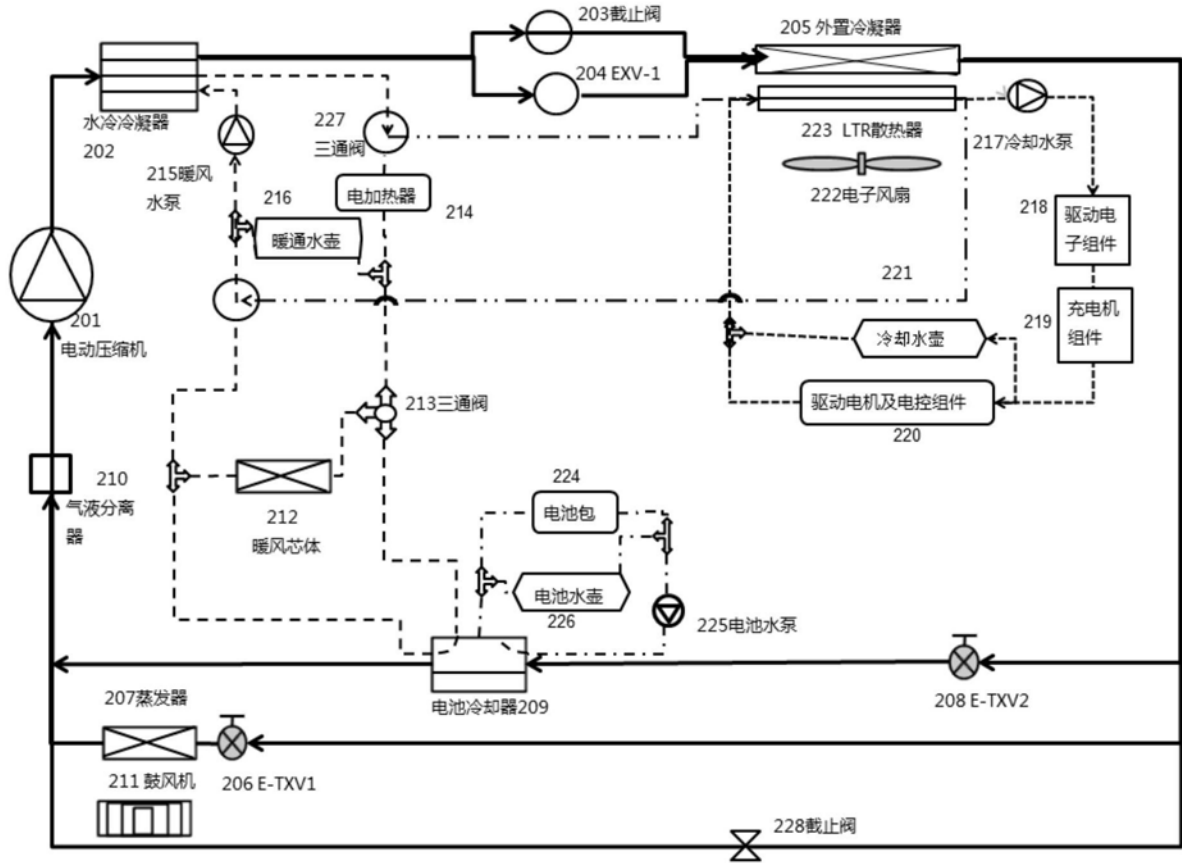 203截止阀
205 外置冷凝器
204 EXV-1
水冷冷凝器
202
227
三通阀
223 LTR散热器
217冷却水泵
215暖风
水泵
216
电加热器
214
222电子风扇
218
驱动电
子组件
暖通水壶
221
201
电动压缩机
219
充电机
组件
冷却水壶
213三通阀
驱动电机及电控组件
220
210
气液分离
器
212
暖风芯体
224
电池包
电池水壶
226
225电池水泵
207蒸发器
电池冷却器209
208 E-TXV2
211 鼓风机
206 E-TXV1
228截止阀